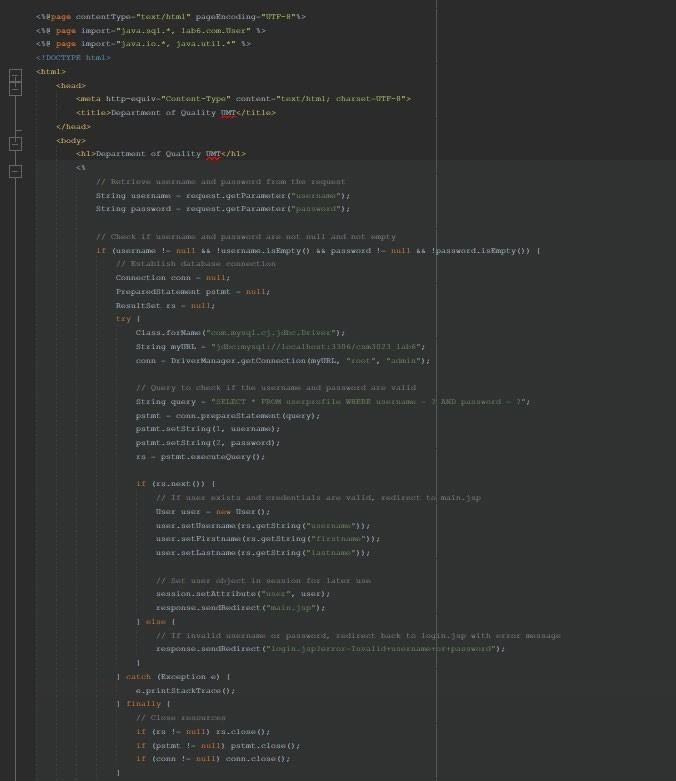 <%@page contentType="text/html" pageEncoding="UTF-8"%>
<%@ page import="java.sql.*, lab6.com.User" %>
<%@ page import="java.io.*, java.util.*" %>
<!DOCTYPE html>
<html>
<head>
<meta http-equiv="Content-Type" content="text/html; charset=UTF-8">
<title>Department of Quality UMT</title>
</head>
<body>
<h1>Department of Quality UMT</h1>
<%
// Retrieve username and password from the request
String username = request.getParameter("username");
String password = request.getParameter("password");
// Check if username and password are not null and not empty
if (username != null && !username.isEmpty() && password != null && !password.isEmpty()) {
// Establish database connection
Connection conn = null;
PreparedStatement pstmt = null;
ResultSet rs = null;
try {
Class.forName("com.mysql.cj.jdbc.Driver");
String myURL = "jdbc:mysql://localhost:3306/csm3023_lab6";
conn = DriverManager.getConnection(myURL, "root", "admin");
// Query to check if the username and password are valid
String query = "SELECT * FROM userprofile WHERE username = ? AND password = ?";
pstmt = conn.prepareStatement(query);
pstmt.setString(1, username);
pstmt.setString(2, password);
rs = pstmt.executeQuery();
if (rs.next()) {
// If user exists and credentials are valid, redirect to main.jsp
User user = new User();
user.setUsername(rs.getString("username"));
user.setFirstname(rs.getString("firstname"));
user.setLastname(rs.getString("lastname"));
// Set user object in session for later use
session.setAttribute("user", user);
response.sendRedirect("main.jsp");
} else {
// If invalid username or password, redirect back to login.jsp with error message
response.sendRedirect("login.jsp?error=Invalid+username+or+password");
}
} catch (Exception e) {
e.printStackTrace();
} finally {
// Close resources
if (rs != null) rs.close();
if (pstmt != null) pstmt.close();
if (conn != null) conn.close();
}